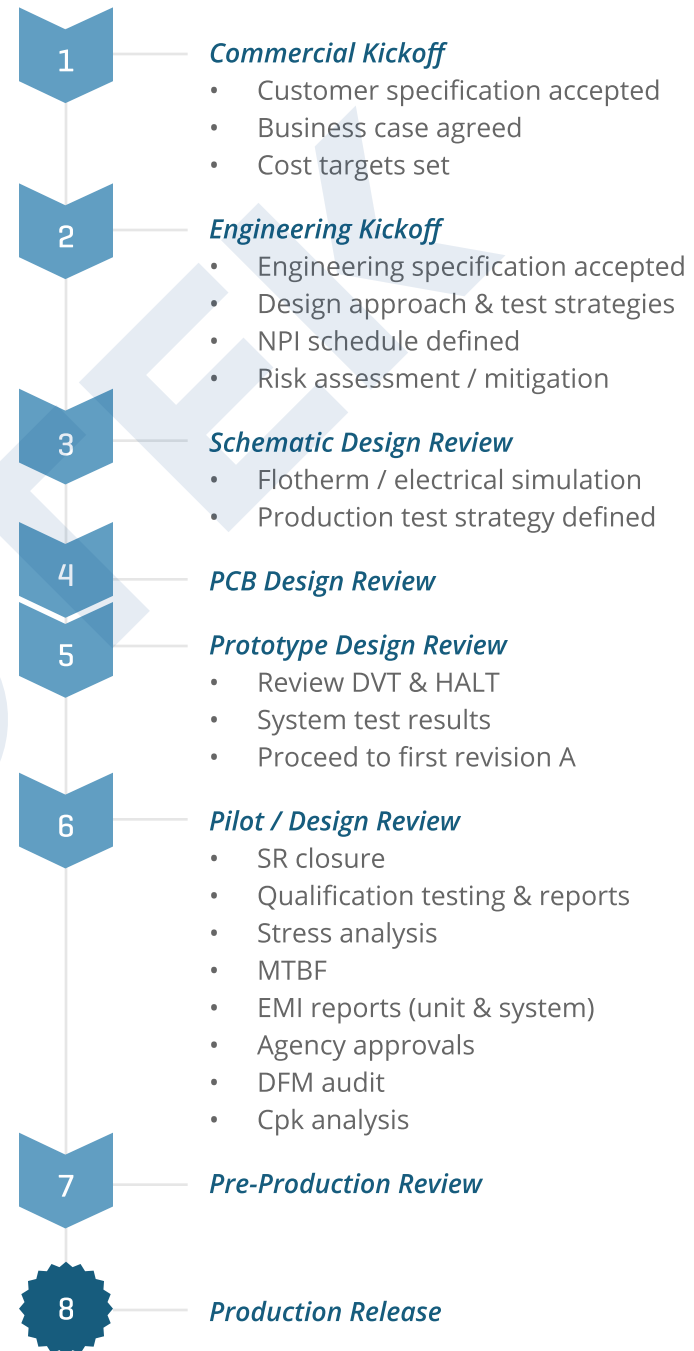 1
Commercial Kickoff
• Customer specification accepted
• Business case agreed
• Cost targets set
2
Engineering Kickoff
• Engineering specification accepted
• Design approach & test strategies
• NPI schedule defined
• Risk assessment / mitigation
3
Schematic Design Review
• Flotherm / electrical simulation
• Production test strategy defined
4
PCB Design Review
5
Prototype Design Review
• Review DVT & HALT
• System test results
• Proceed to first revision A
6
Pilot / Design Review
• SR closure
• Qualification testing & reports
• Stress analysis
• MTBF
• EMI reports (unit & system)
• Agency approvals
• DFM audit
• Cpk analysis
7
Pre-Production Review
8
Production Release